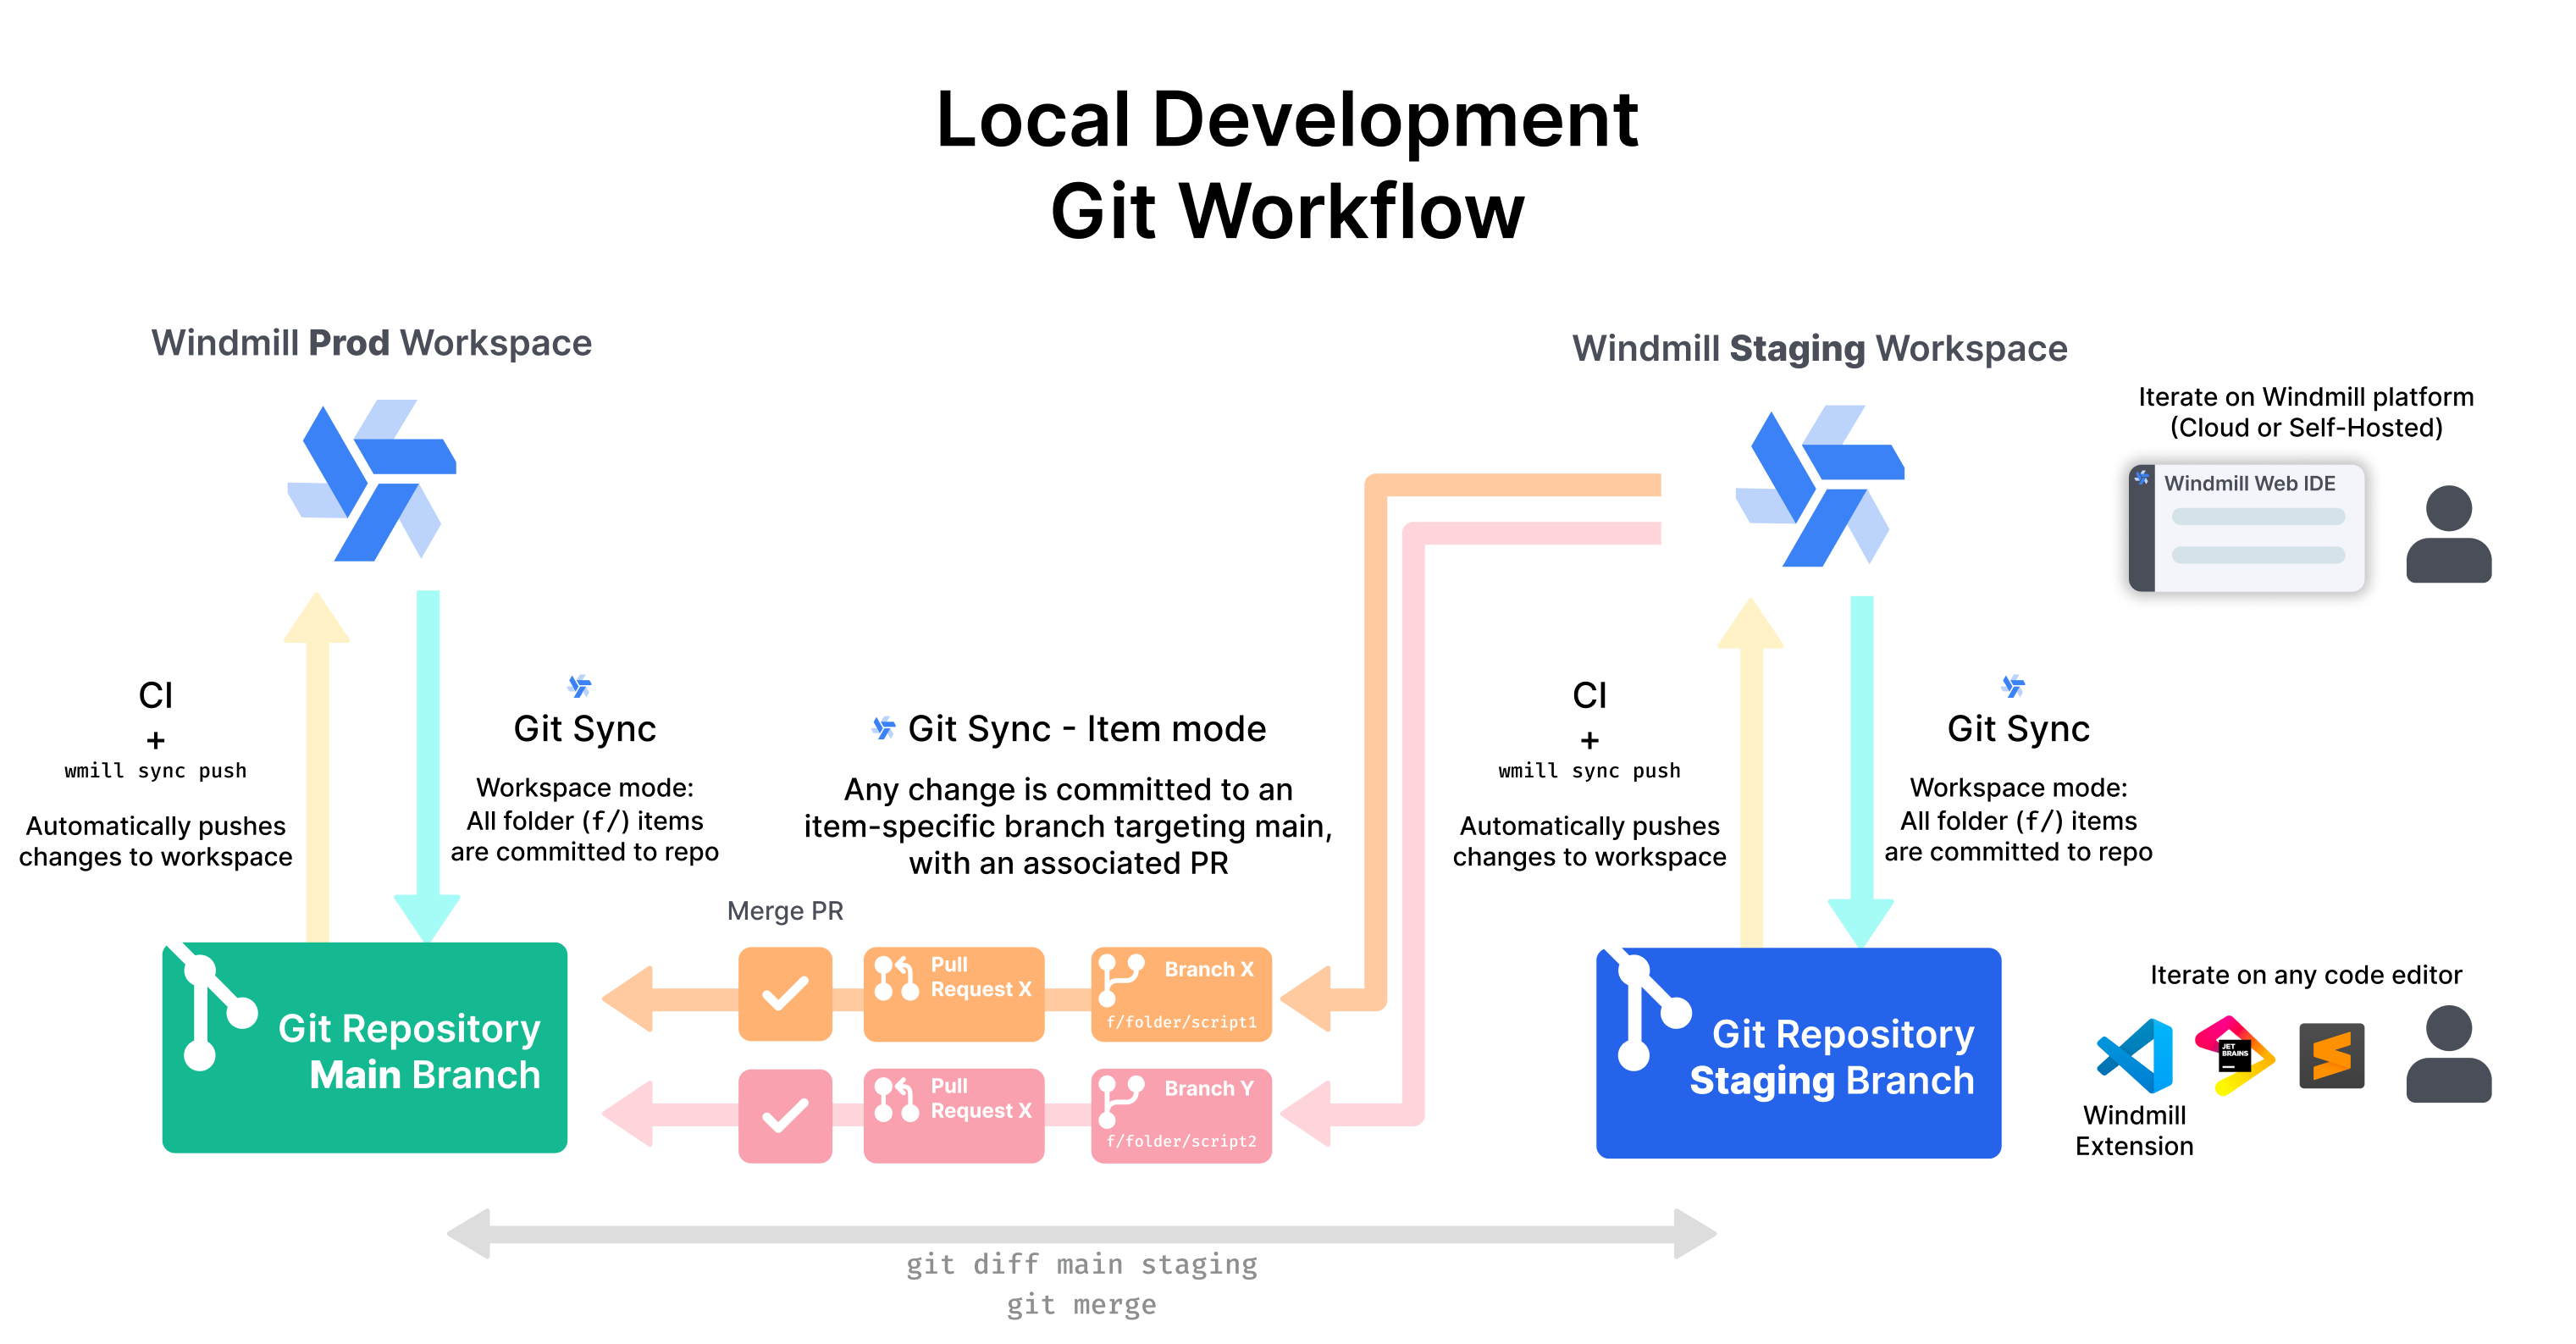 Local Development
Git Workflow
Windmill Prod Workspace
Windmill Staging Workspace
Iterate on Windmill platform
(Cloud or Self-Hosted)
Windmill Web IDE
CI
+
wmill sync push
Automatically pushes
changes to workspace
Git Sync
Workspace mode:
All folder (f/) items
are committed to repo
Git Sync - Item mode
Any change is committed to an
item-specific branch targeting main,
with an associated PR
CI
+
wmill sync push
Automatically pushes
changes to workspace
Git Sync
Workspace mode:
All folder (f/) items
are committed to repo
Merge PR
Git Repository
Main Branch
Pull
Request X
Branch X
f/folder/script1
Pull
Request X
Branch Y
f/folder/script2
Git Repository
Staging Branch
Iterate on any code editor
JET
BRAINS
Windmill
Extension
git diff main staging
git merge